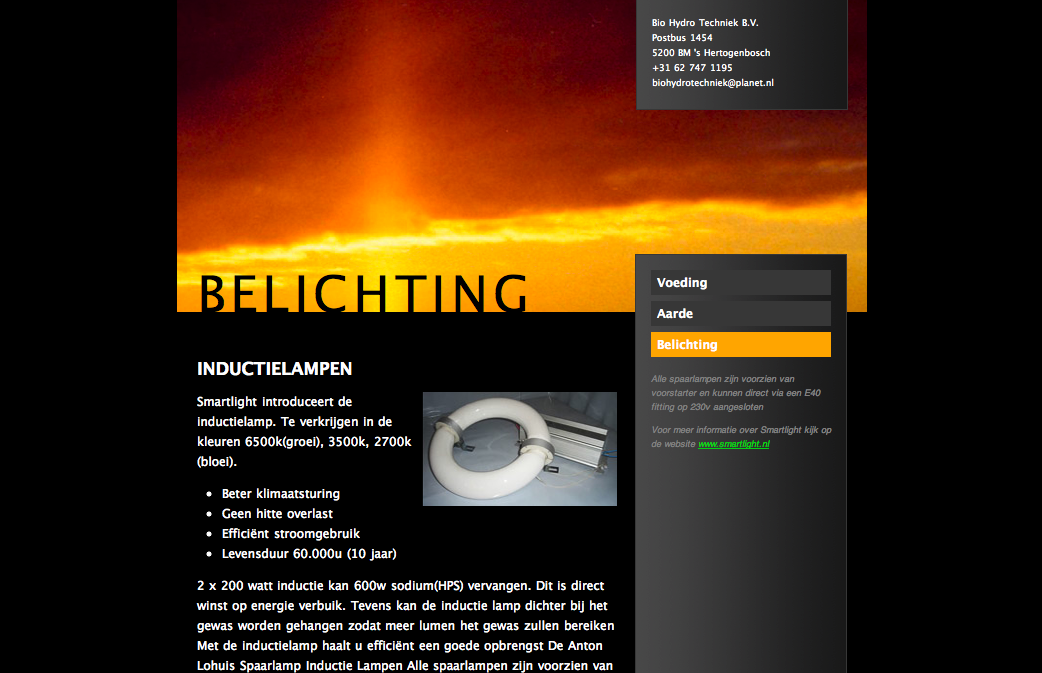 Bio Hydro Techniek B.V.
Postbus 1454
5200 BM 's Hertogenbosch
+31 62 747 1195
biohydrotechniek@planet.nl
BELICHTING
Voeding
Aarde
Belichting
Alle spaarlampen zijn voorzien van
voorstarter en kunnen direct via een E40
fitting op 230v aangesloten
Voor meer informatie over Smartlight kijk op
de website www.smartlight.nl
INDUCTIELAMPEN
Smartlight introduceert de
inductielamp. Te verkrijgen in de
kleuren 6500k(groei), 3500k, 2700k
(bloei).
• Beter klimaatsturing
• Geen hitte overlast
• Efficiënt stroomgebruik
• Levensduur 60.000u (10 jaar)
2 x 200 watt inductie kan 600w sodium(HPS) vervangen. Dit is direct
winst op energie verbuik. Tevens kan de inductie lamp dichter bij het
gewas worden gehangen zodat meer lumen het gewas zullen bereiken
Met de inductielamp haalt u efficiënt een goede opbrengst De Anton
Lohuis Spaarlamp Inductie Lampen Alle spaarlampen zijn voorzien van